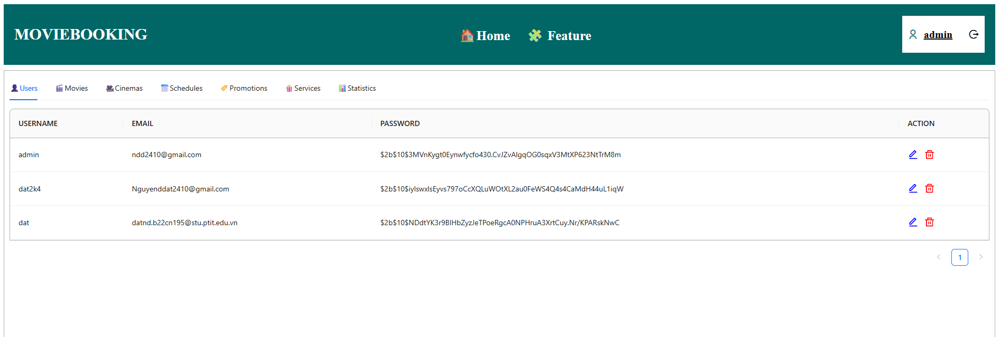 MOVIEBOOKING
Home Feature
admin
Users Movies Cinemas Schedules Promotions Services Statistics
USERNAME EMAIL PASSWORD ACTION
admin ndd2410@gmail.com $2b$10$3MVnKygt0Eynwfycfo430.CvJZvAlgqOG0sqxV3MtXP623NtTrM8m
dat2k4 Nguyenddat2410@gmail.com $2b$10$iyIswxlsEyvs797oCcXQLuWOtXL2au0FeWS4Q4s4CaMdH44uL1iqW
dat datnd.b22cn195@stu.ptit.edu.vn $2b$10$NDdtYK3r9BIHbZyzJeTPoeRgcA0NPHruA3XrtCuy.Nr/KPARskNwC
1